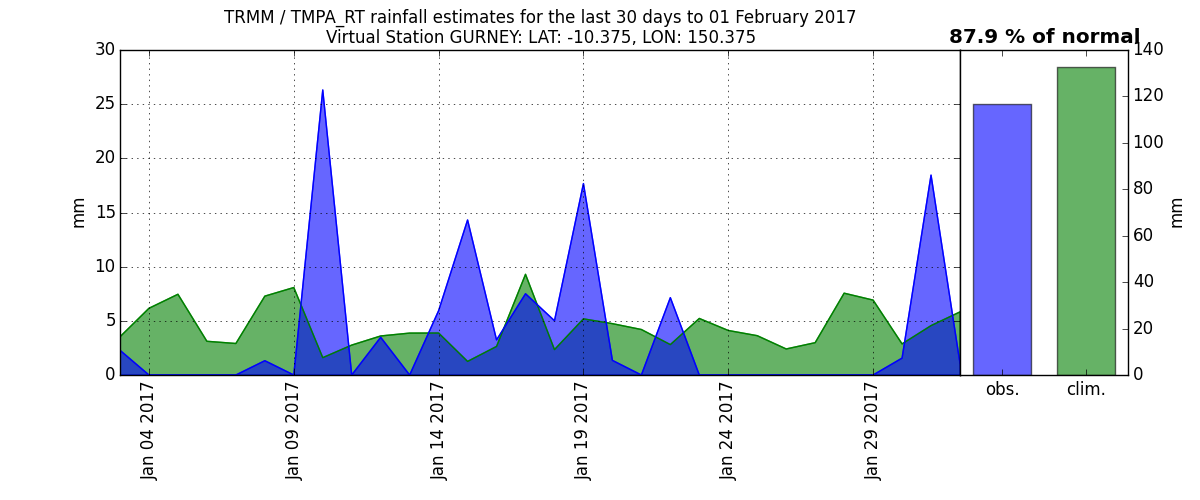 TRMM / TMPA_RT rainfall estimates for the last 30 days to 01 February 2017
Virtual Station GURNEY: LAT: -10.375, LON: 150.375
87.9 % of normal
30
25
20
15
10
5
0
mm
Jan 04 2017
Jan 09 2017
Jan 14 2017
Jan 19 2017
Jan 24 2017
Jan 29 2017
obs.
clim.
140
120
100
80
60
40
20
0
mm